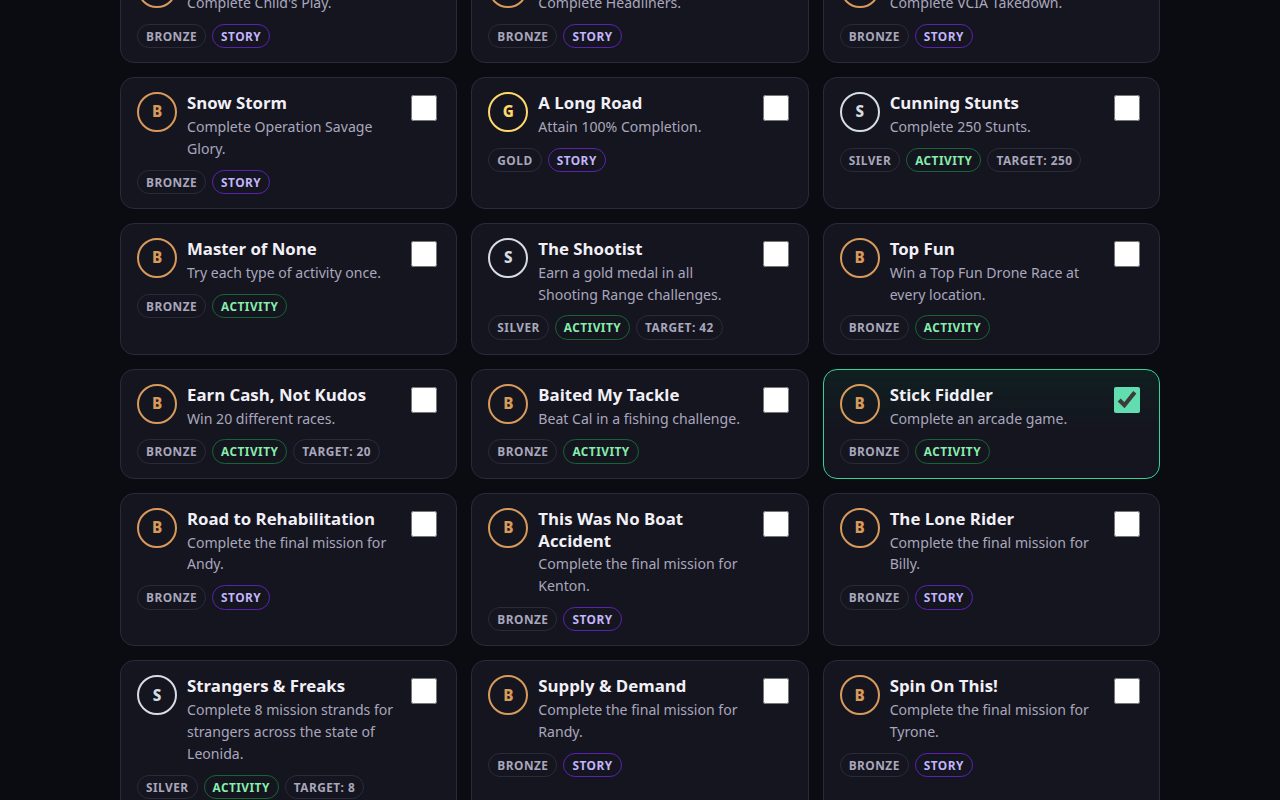 Complete Child's Play.
BRONZE STORY
Complete Headliners.
BRONZE STORY
Complete VCIA Takedown.
BRONZE STORY
B
Snow Storm
Complete Operation Savage
Glory.
BRONZE STORY
G
A Long Road
Attain 100% Completion.
GOLD STORY
S
Cunning Stunts
Complete 250 Stunts.
SILVER ACTIVITY TARGET: 250
B
Master of None
Try each type of activity once.
BRONZE ACTIVITY
S
The Shootist
Earn a gold medal in all
Shooting Range challenges.
SILVER ACTIVITY TARGET: 42
B
Top Fun
Win a Top Fun Drone Race at
every location.
BRONZE ACTIVITY
B
Earn Cash, Not Kudos
Win 20 different races.
BRONZE ACTIVITY TARGET: 20
B
Baited My Tackle
Beat Cal in a fishing challenge.
BRONZE ACTIVITY
B
Stick Fiddler
Complete an arcade game.
BRONZE ACTIVITY
B
Road to Rehabilitation
Complete the final mission for
Andy.
BRONZE STORY
B
This Was No Boat
Accident
Complete the final mission for
Kenton.
BRONZE STORY
B
The Lone Rider
Complete the final mission for
Billy.
BRONZE STORY
S
Strangers & Freaks
Complete 8 mission strands for
strangers across the state of
Leonida.
SILVER ACTIVITY TARGET: 8
B
Supply & Demand
Complete the final mission for
Randy.
BRONZE STORY
B
Spin On This!
Complete the final mission for
Tyrone.
BRONZE STORY